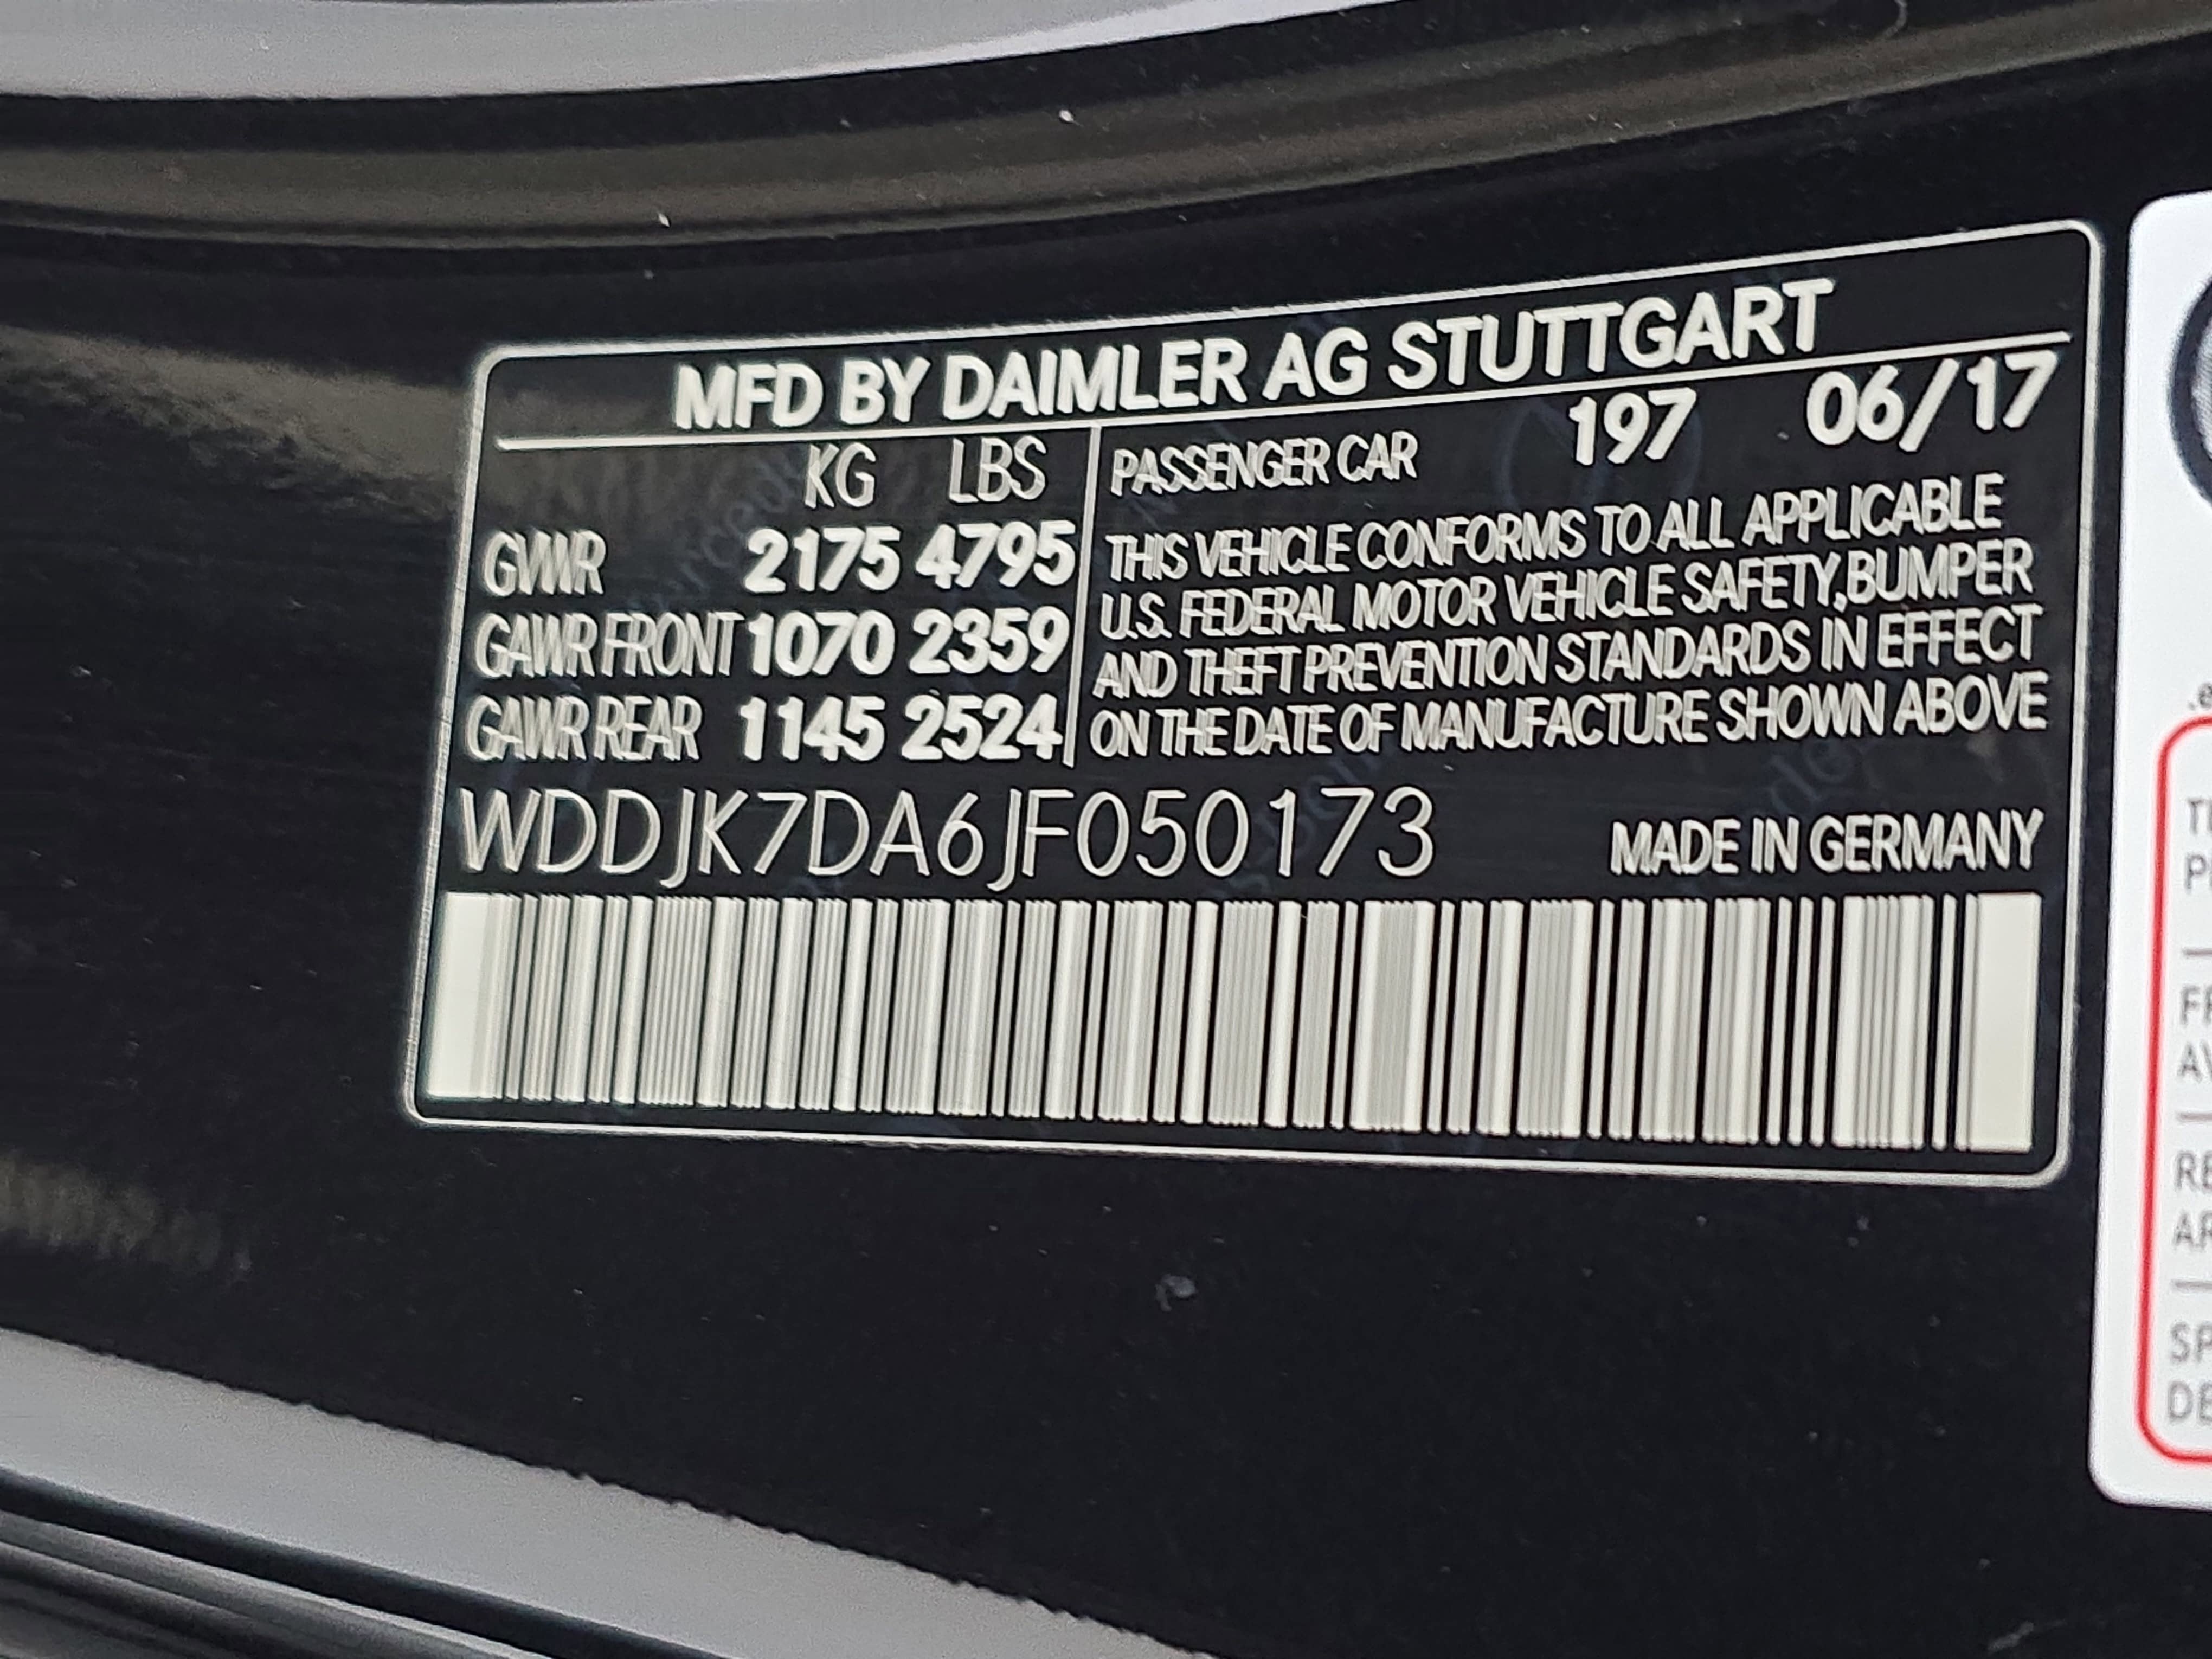 MFD BY DAIMLER AG STUTTGART
KG LBS
GVWR 2175 4795
GAWR FRONT 1070 2359
GAWR REAR 1145 2524
PASSENGER CAR 197 06/17
THIS VEHICLE CONFORMS TO ALL APPLICABLE
U.S. FEDERAL MOTOR VEHICLE SAFETY,BUMPER
AND THEFT PREVENTION STANDARDS IN EFFECT
ON THE DATE OF MANUFACTURE SHOWN ABOVE
WDDJK7DA6JF050173
MADE IN GERMANY